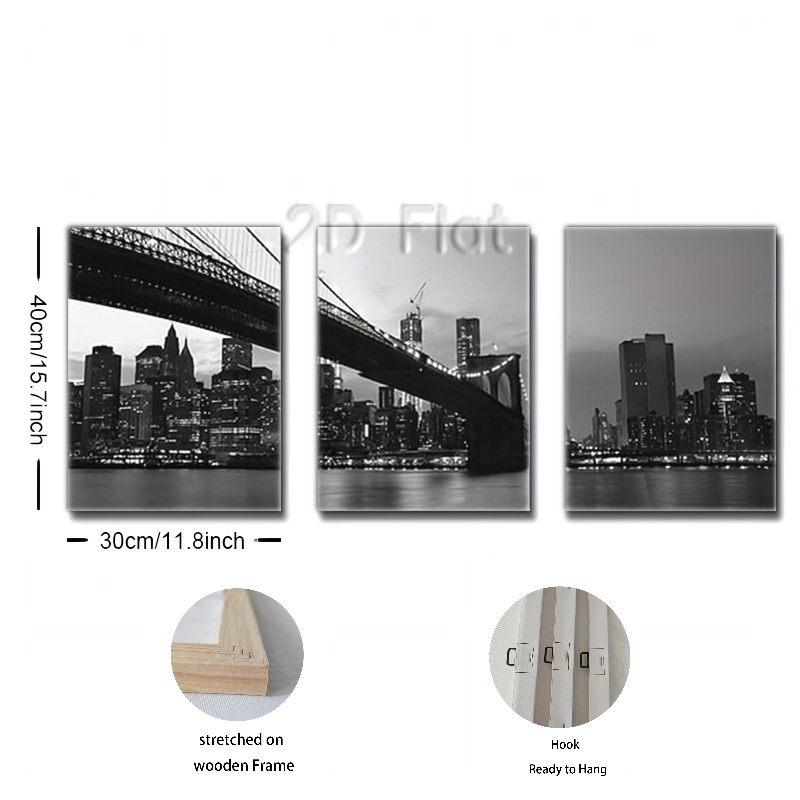 2D Flat
40cm/15.7inch
30cm/11.8inch
stretched on
wooden Frame
Hook
Ready to Hang